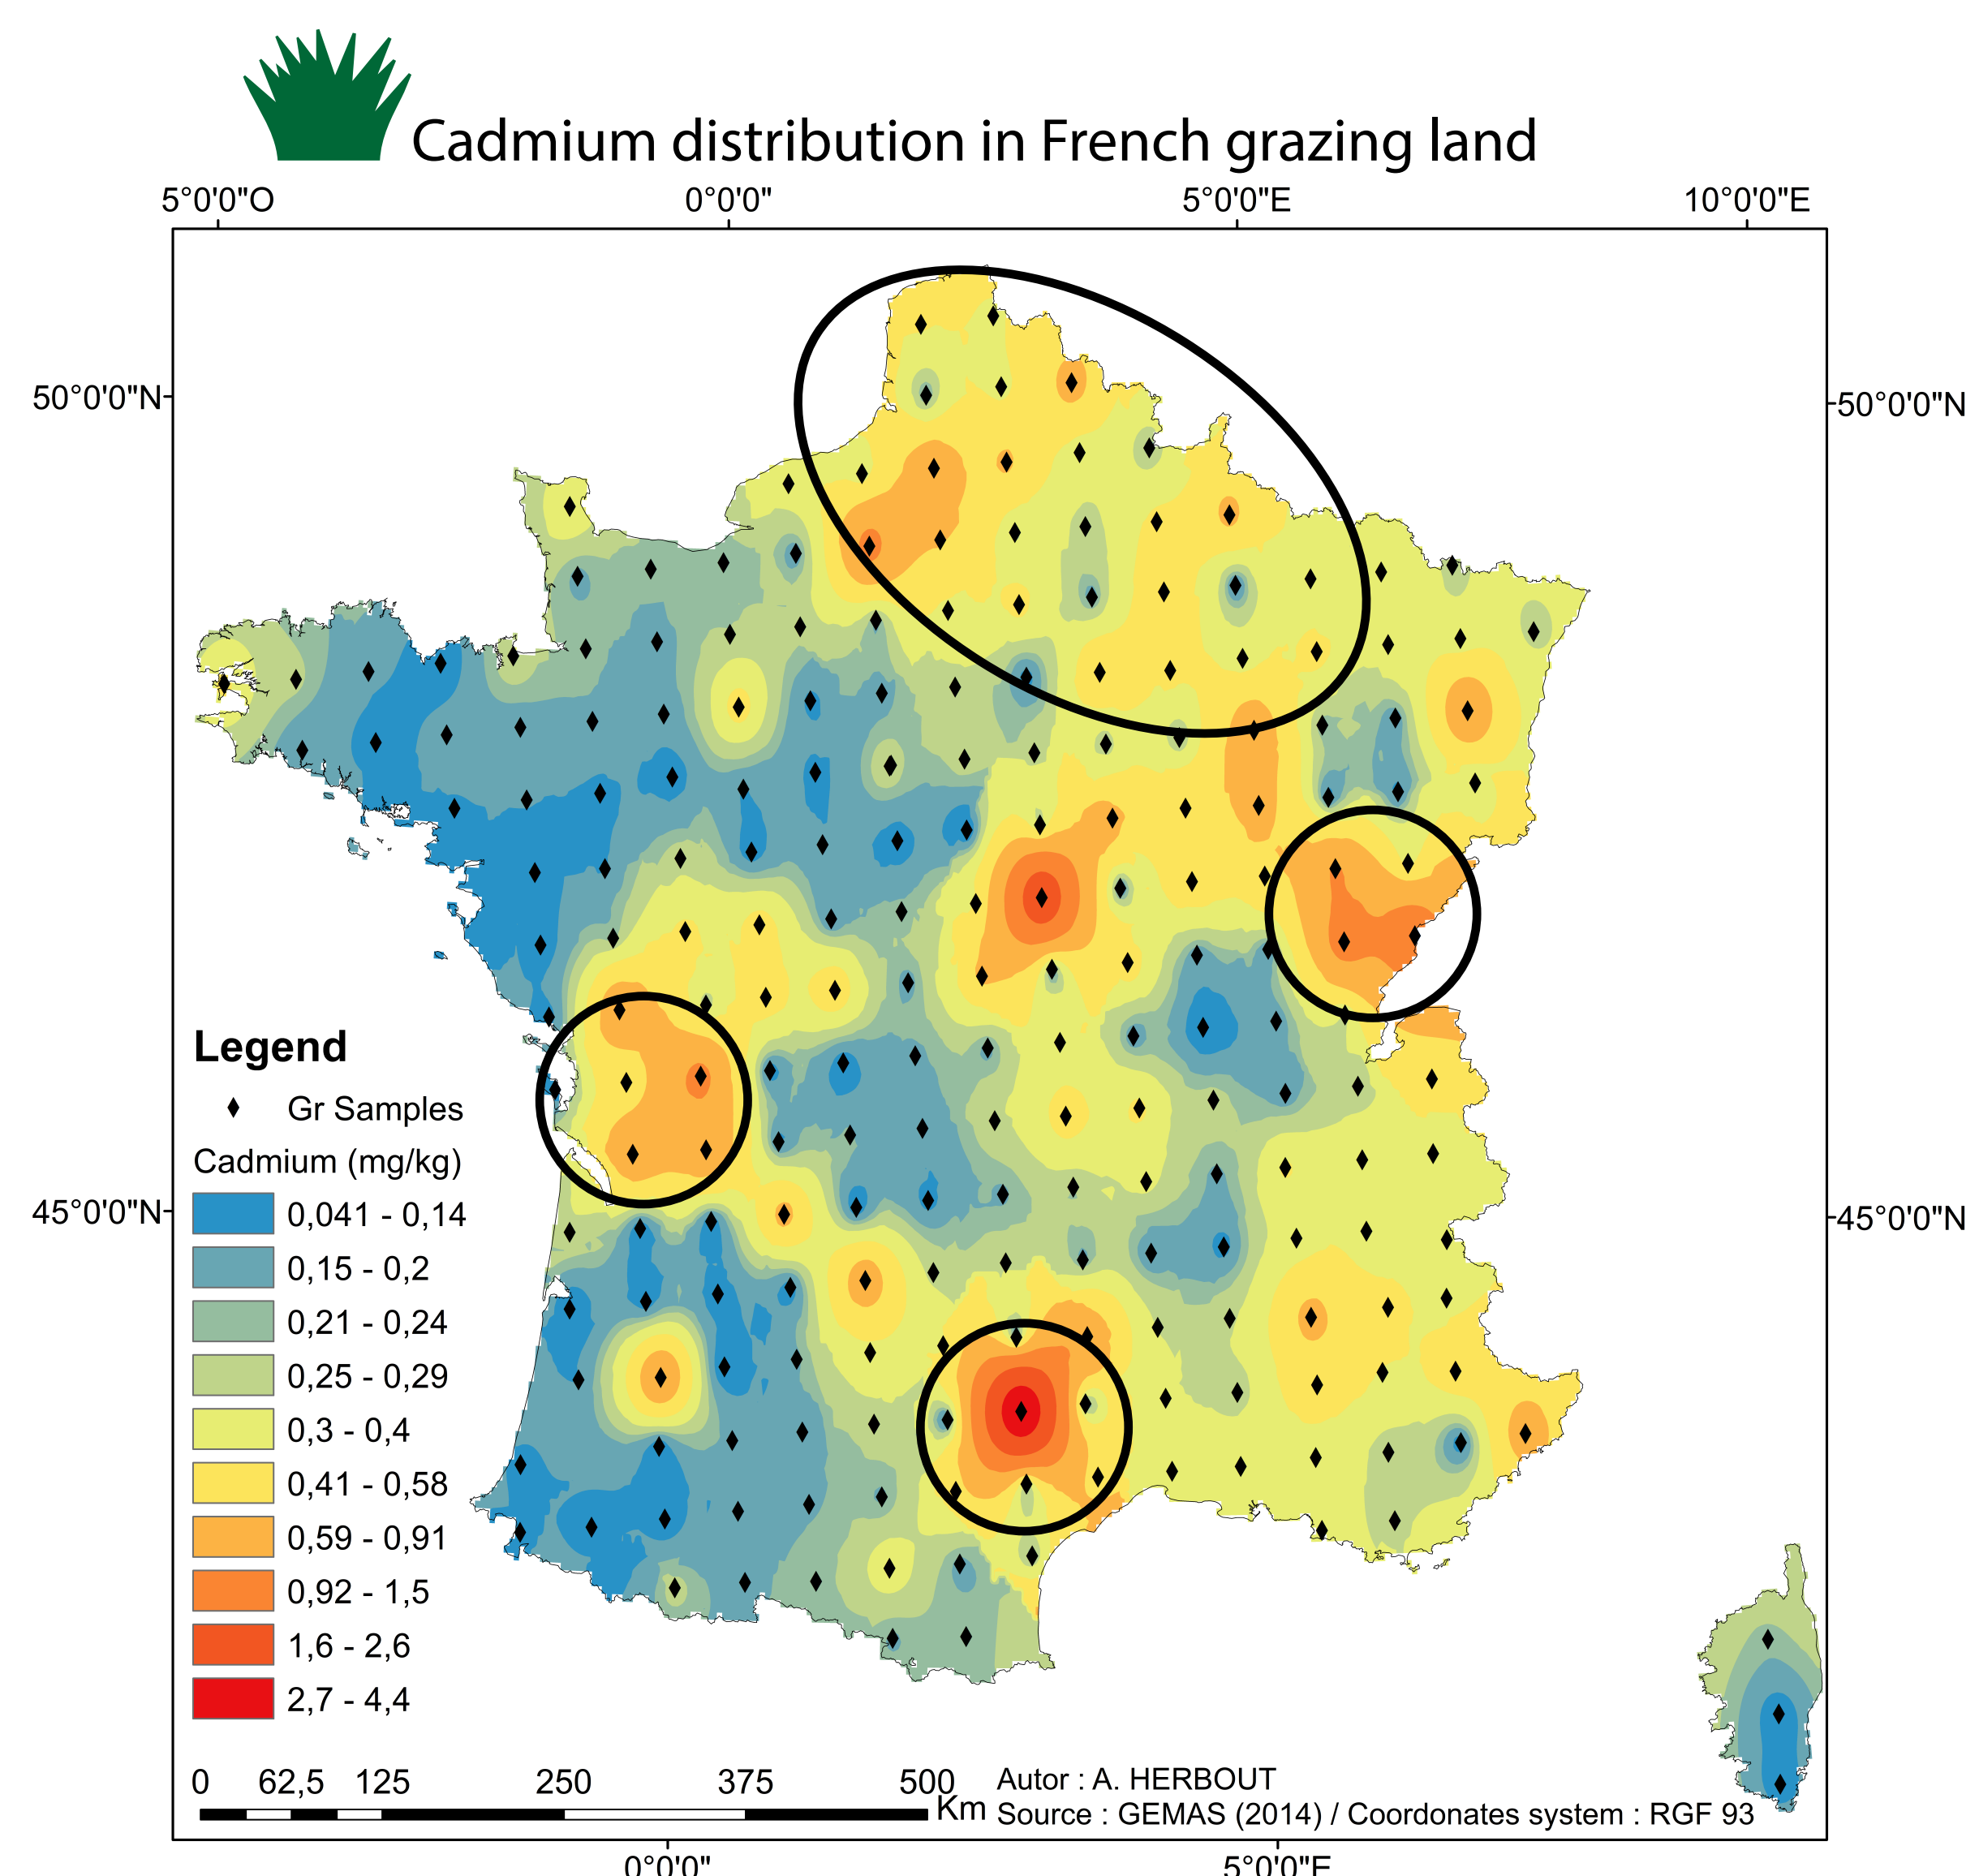 Cadmium distribution in French grazing land
5°0'0"O 0°0'0" 5°0'0"E 10°0'0"E
50°0'0"N 50°0'0"N
45°0'0"N 45°0'0"N
Legend
Gr Samples
Cadmium (mg/kg)
0,041 - 0,14
0,15 - 0,2
0,21 - 0,24
0,25 - 0,29
0,3 - 0,4
0,41 - 0,58
0,59 - 0,91
0,92 - 1,5
1,6 - 2,6
2,7 - 4,4
0 62,5 125 250 375 500
Km
Autor : A. HERBOUT
Source : GEMAS (2014) / Coordonates system : RGF 93
0°0'0" 5°0'0"E